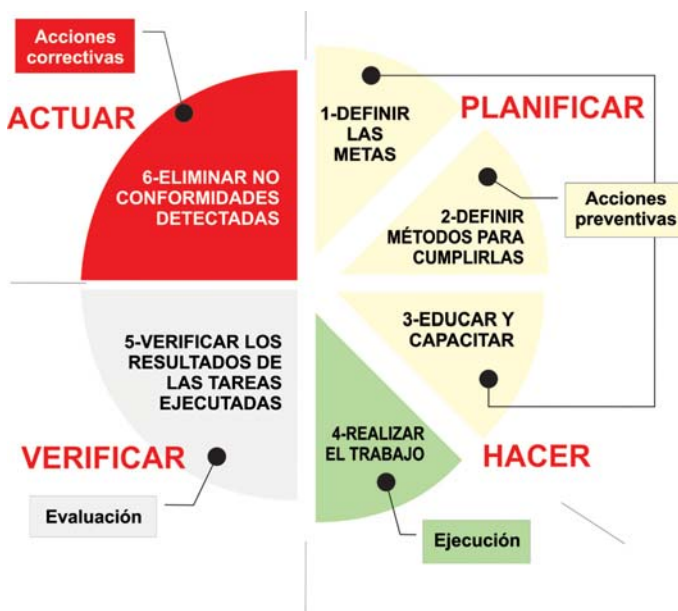 Acciones
correctivas
ACTUAR
PLANIFICAR
1-DEFINIR
LAS
METAS
6-ELIMINAR NO
CONFORMIDADES
DETECTADAS
2-DEFINIR
MÉTODOS PARA
CUMPLIRLAS
Acciones
preventivas
3-EDUCAR Y
CAPACITAR
5-VERIFICAR LOS
RESULTADOS DE
LAS TAREAS
EJECUTADAS
4-REALIZAR
EL TRABAJO
VERIFICAR
HACER
Evaluación
Ejecución